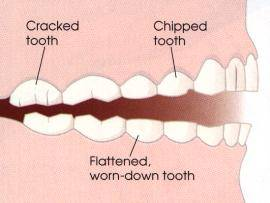 Cracked
tooth
Chipped
tooth
Flattened,
worn-down tooth